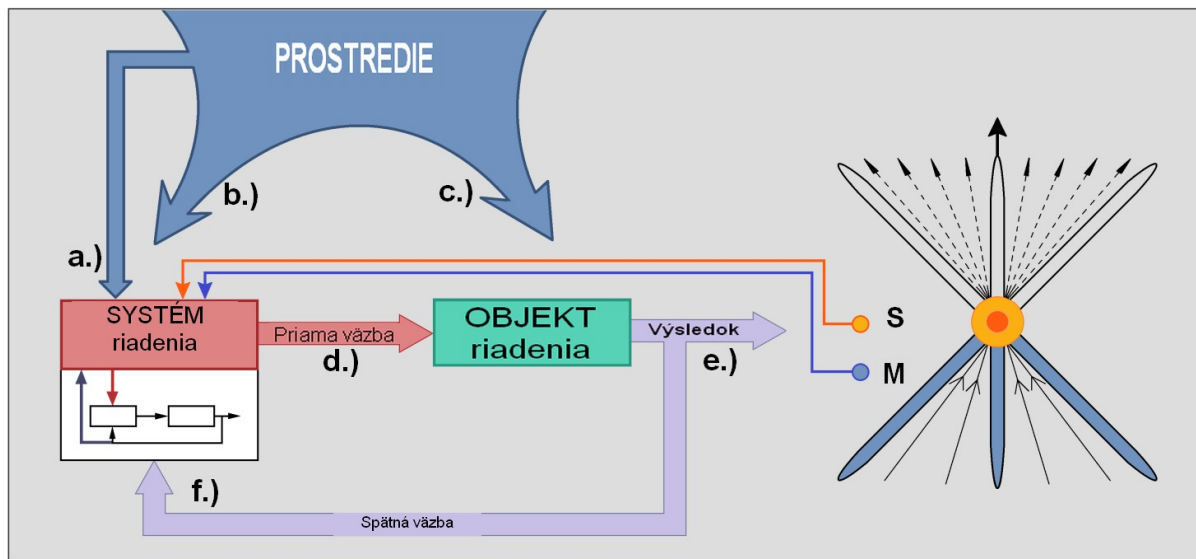 PROSTREDIE
b.)
c.)
a.)
SYSTÉM
riadenia
Priama väzba
d.)
OBJEKT
riadenia
Výsledok
e.)
S
M
f.)
Spätná väzba